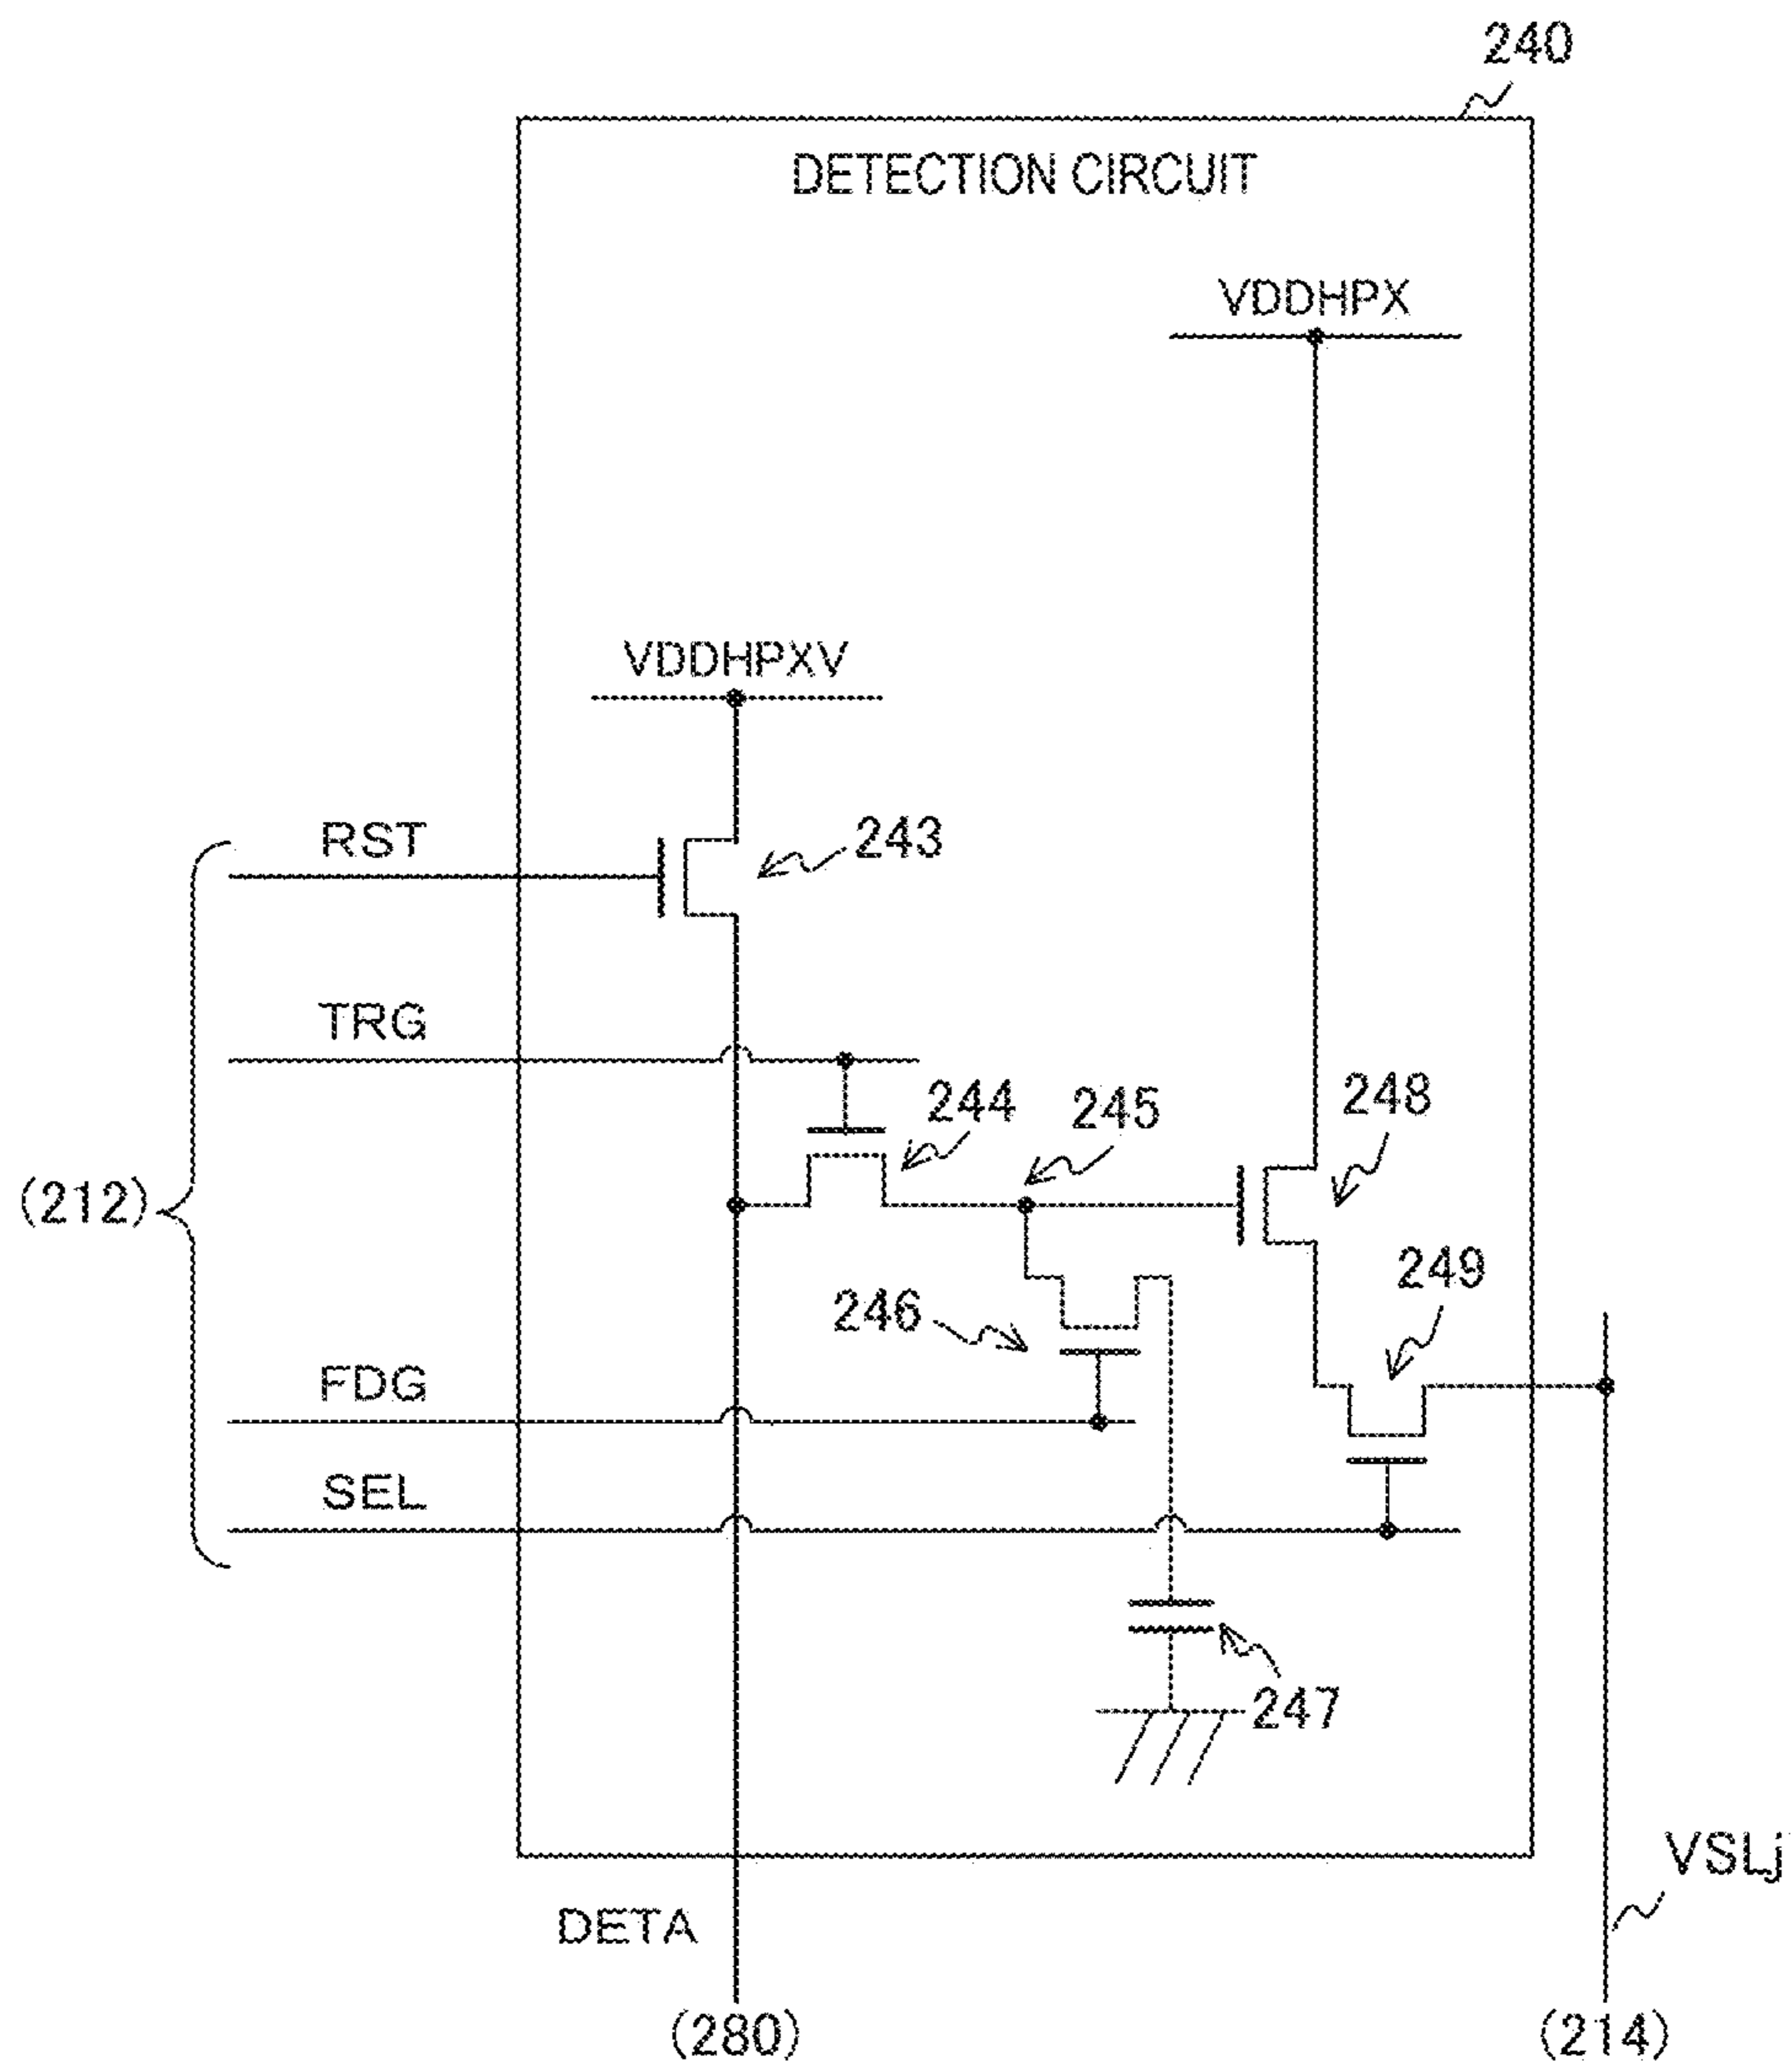 240
DETECTION CIRCUIT
VDDHPX
VDDHPXV
RST
243
TRG
244
245
248
(212)
249
246
FDG
SEL
247
VSLj
DETA
(280)
(214)